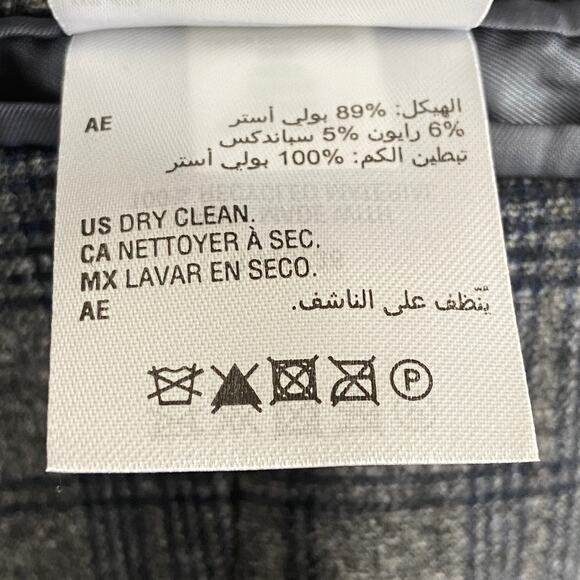 AE
الهيكل: 89% بولي أستر
6% رايون 5% سباندكس
تبطين الكم: 100% بولي أستر
US DRY CLEAN.
CA NETTOYER À SEC.
MX LAVAR EN SECO.
AE يُنّظف على الناشف.
P